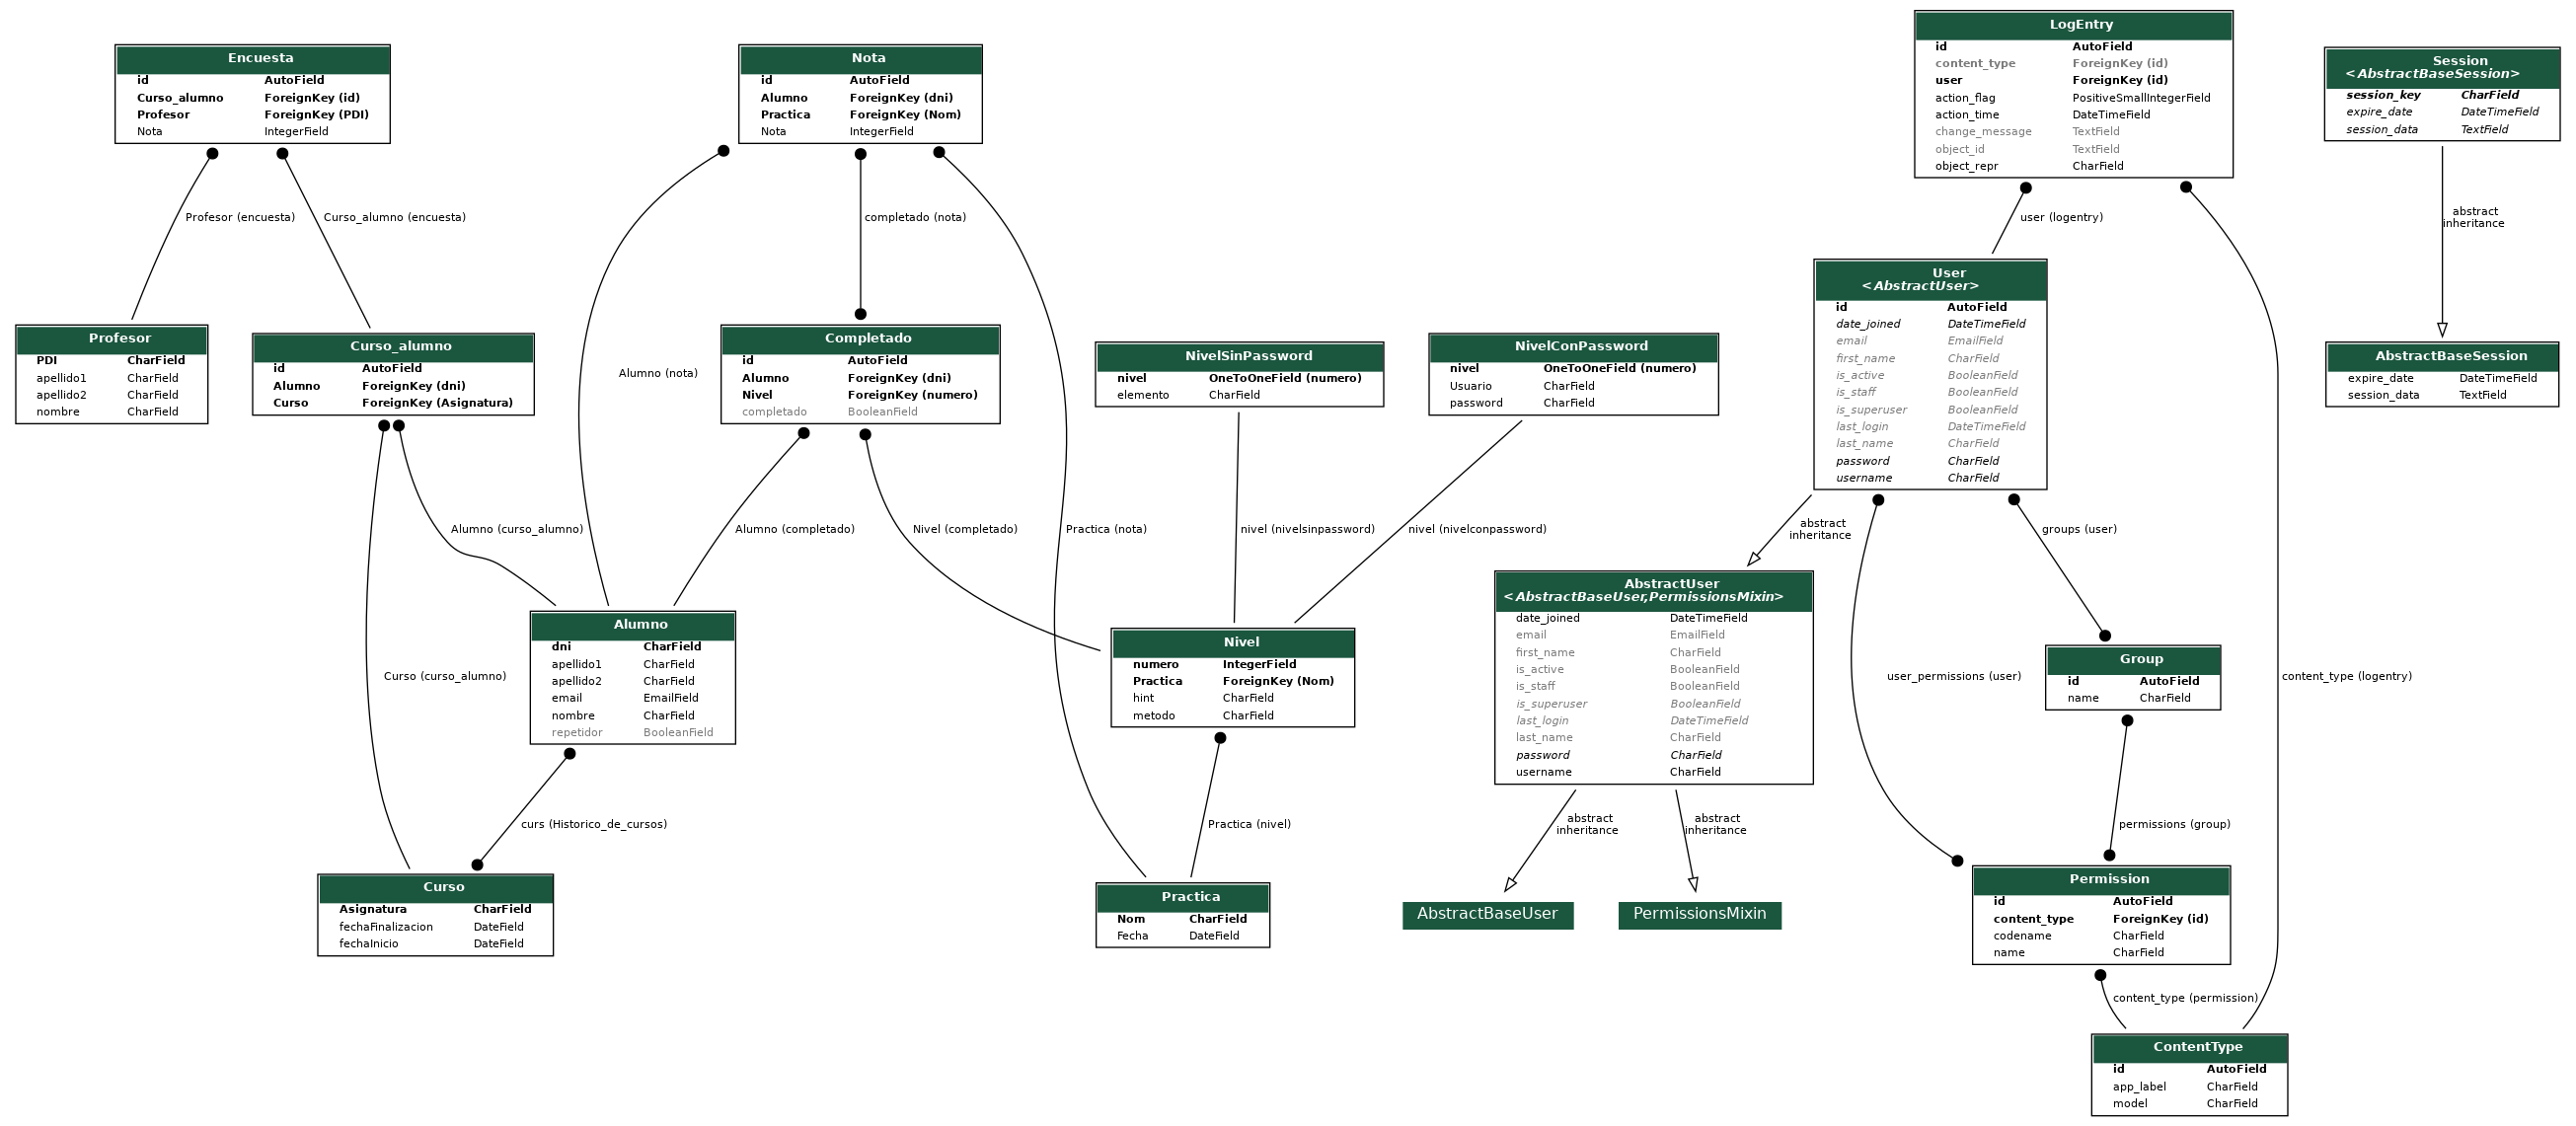 Encuesta
id AutoField
Curso_alumno ForeignKey (id)
Profesor ForeignKey (PDI)
Nota IntegerField
Nota
id AutoField
Alumno ForeignKey (dni)
Practica ForeignKey (Nom)
Nota IntegerField
LogEntry
id AutoField
content_type ForeignKey (id)
user ForeignKey (id)
action_flag PositiveSmallIntegerField
action_time DateTimeField
change_message TextField
object_id TextField
object_repr CharField
Session
<AbstractBaseSession>
session_key CharField
expire_date DateTimeField
session_data TextField
Profesor (encuesta)
Curso_alumno (encuesta)
completado (nota)
user (logentry)
abstract
inheritance
Profesor
PDI CharField
apellido1 CharField
apellido2 CharField
nombre CharField
Curso_alumno
id AutoField
Alumno ForeignKey (dni)
Curso ForeignKey (Asignatura)
Alumno (nota)
Completado
id AutoField
Alumno ForeignKey (dni)
Nivel ForeignKey (numero)
completado BooleanField
NivelSinPassword
nivel OneToOneField (numero)
elemento CharField
NivelConPassword
nivel OneToOneField (numero)
Usuario CharField
password CharField
User
<AbstractUser>
id AutoField
date_joined DateTimeField
email EmailField
first_name CharField
is_active BooleanField
is_staff BooleanField
is_superuser BooleanField
last_login DateTimeField
last_name CharField
password CharField
username CharField
AbstractBaseSession
expire_date DateTimeField
session_data TextField
Alumno (curso_alumno)
Alumno (completado)
Nivel (completado)
Practica (nota)
nivel (nivelsinpassword)
nivel (nivelconpassword)
abstract
inheritance
groups (user)
Alumno
dni CharField
apellido1 CharField
apellido2 CharField
email EmailField
nombre CharField
repetidor BooleanField
Nivel
numero IntegerField
Practica ForeignKey (Nom)
hint CharField
metodo CharField
AbstractUser
<AbstractBaseUser,PermissionsMixin>
date_joined DateTimeField
email EmailField
first_name CharField
is_active BooleanField
is_staff BooleanField
is_superuser BooleanField
last_login DateTimeField
last_name CharField
password CharField
username CharField
Group
id AutoField
name CharField
Curso (curso_alumno)
user_permissions (user)
content_type (logentry)
curs (Historico_de_cursos)
Practica (nivel)
abstract
inheritance
abstract
inheritance
permissions (group)
Curso
Asignatura CharField
fechaFinalizacion DateField
fechaInicio DateField
Practica
Nom CharField
Fecha DateField
AbstractBaseUser
PermissionsMixin
Permission
id AutoField
content_type ForeignKey (id)
codename CharField
name CharField
content_type (permission)
ContentType
id AutoField
app_label CharField
model CharField